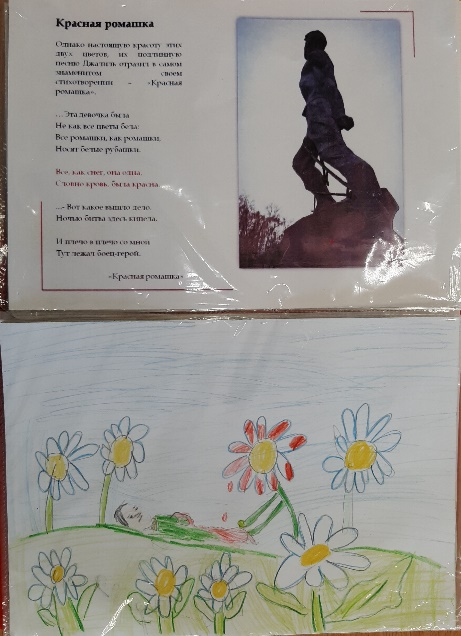 Красная ромашка
Однако настоящую красоту этих
двух цветов, их подлинную
песню Джалиль отразил в самом
знаменитом своем
стихотворении – «Красная
ромашка».
...Эта девочка была
Не как все цветы бела:
Все ромашки, как ромашки,
Носят белые рубашки.
Все, как снег, она одна,
Словно кровь, была красна.
...- Вот какое вышло дело.
Ночью битва здесь кипела.
И плечо в плечо со мной
Тут лежал боец-герой.
«Красная ромашка»